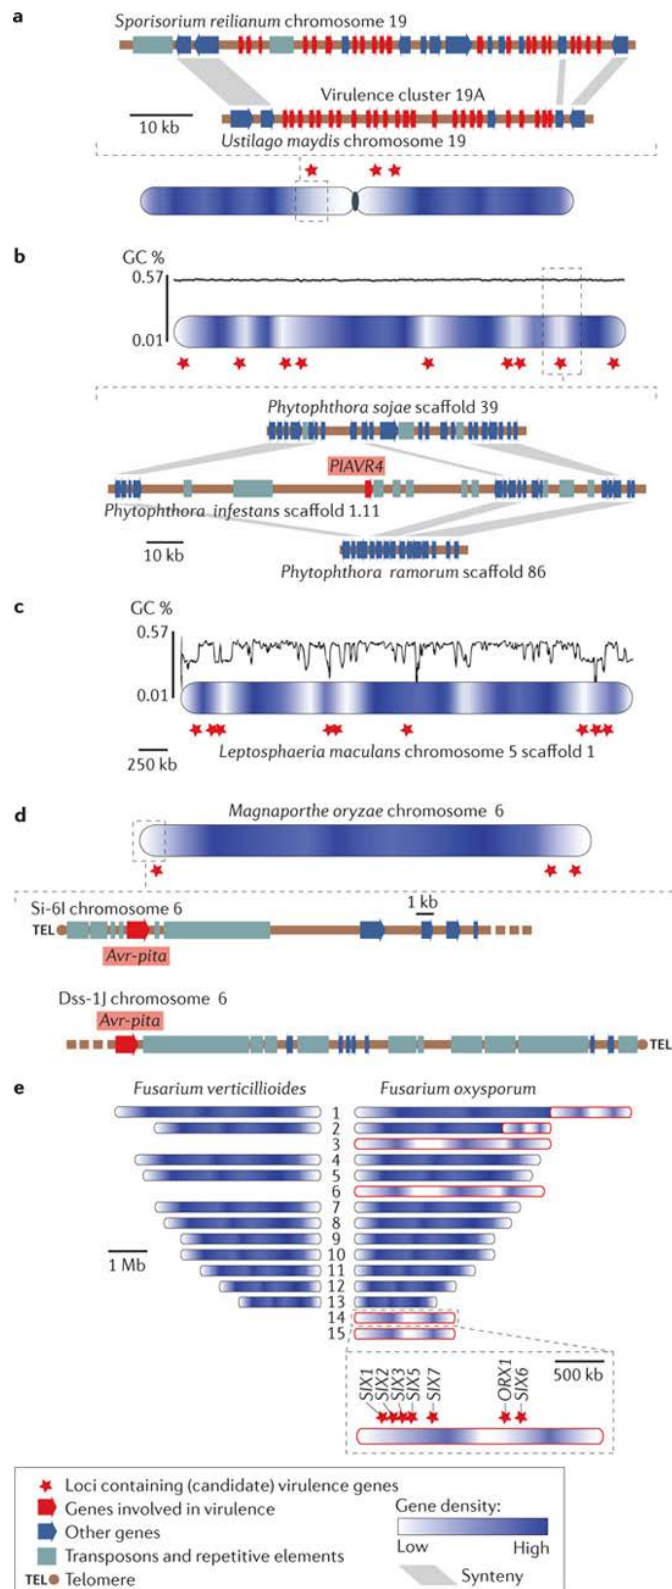 a
Sporisorium reilianum chromosome 19
Virulence cluster 19A
10 kb
Ustilago maydis chromosome 19
b
GC %
0.57
0.01
Phytophthora sojae scaffold 39
PIAVR4
Phytophthora infestans scaffold 1.11
10 kb
Phytophthora ramorum scaffold 86
c
GC %
0.57
0.01
Leptosphaeria maculans chromosome 5 scaffold 1
250 kb
d
Magnaporthe oryzae chromosome 6
Si-6I chromosome 6
1 kb
TEL
Avr-pita
Dss-1J chromosome 6
Avr-pita
TEL
e
Fusarium verticillioides
Fusarium oxysporum
1
2
3
4
5
6
7
8
9
10
1 Mb
11
12
13
14
15
500 kb
SIX1
SIX2
SIX3
SIX5
SIX7
ORX1
SIX6
Loci containing (candidate) virulence genes
Genes involved in virulence
Other genes
Transposons and repetitive elements
TEL Telomere
Gene density:
Low High
Synteny